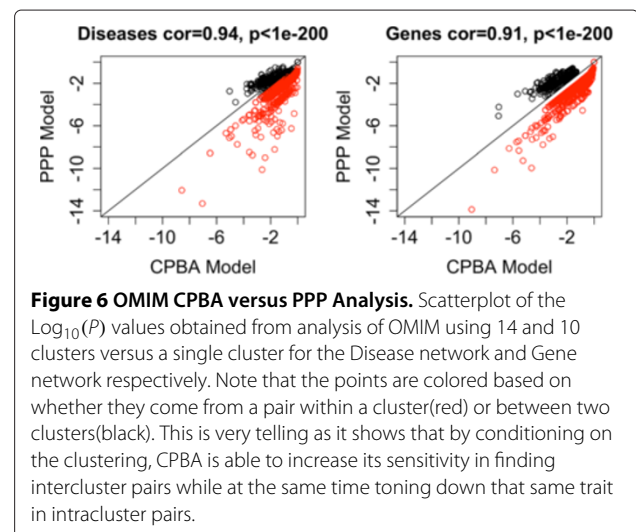 Diseases cor=0.94, p<1e-200
Genes cor=0.91, p<1e-200
PPP Model
-2
-6
-10
-14
-14
-10
-6
-2
CPBA Model
PPP Model
-2
-6
-10
-14
-14
-10
-6
-2
CPBA Model
Figure 6 OMIM CPBA versus PPP Analysis. Scatterplot of the
Log10(P) values obtained from analysis of OMIM using 14 and 10
clusters versus a single cluster for the Disease network and Gene
network respectively. Note that the points are colored based on
whether they come from a pair within a cluster(red) or between two
clusters(black). This is very telling as it shows that by conditioning on
the clustering, CPBA is able to increase its sensitivity in finding
intercluster pairs while at the same time toning down that same trait
in intracluster pairs.